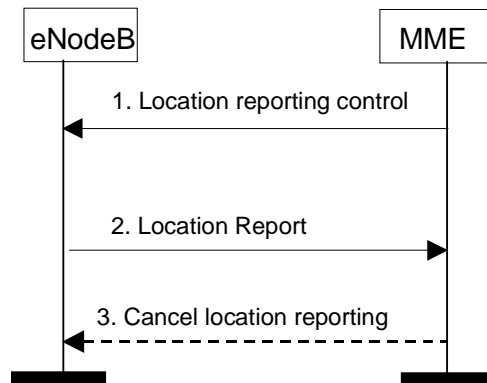 eNodeB
MME
1. Location reporting control
2. Location Report
3. Cancel location reporting